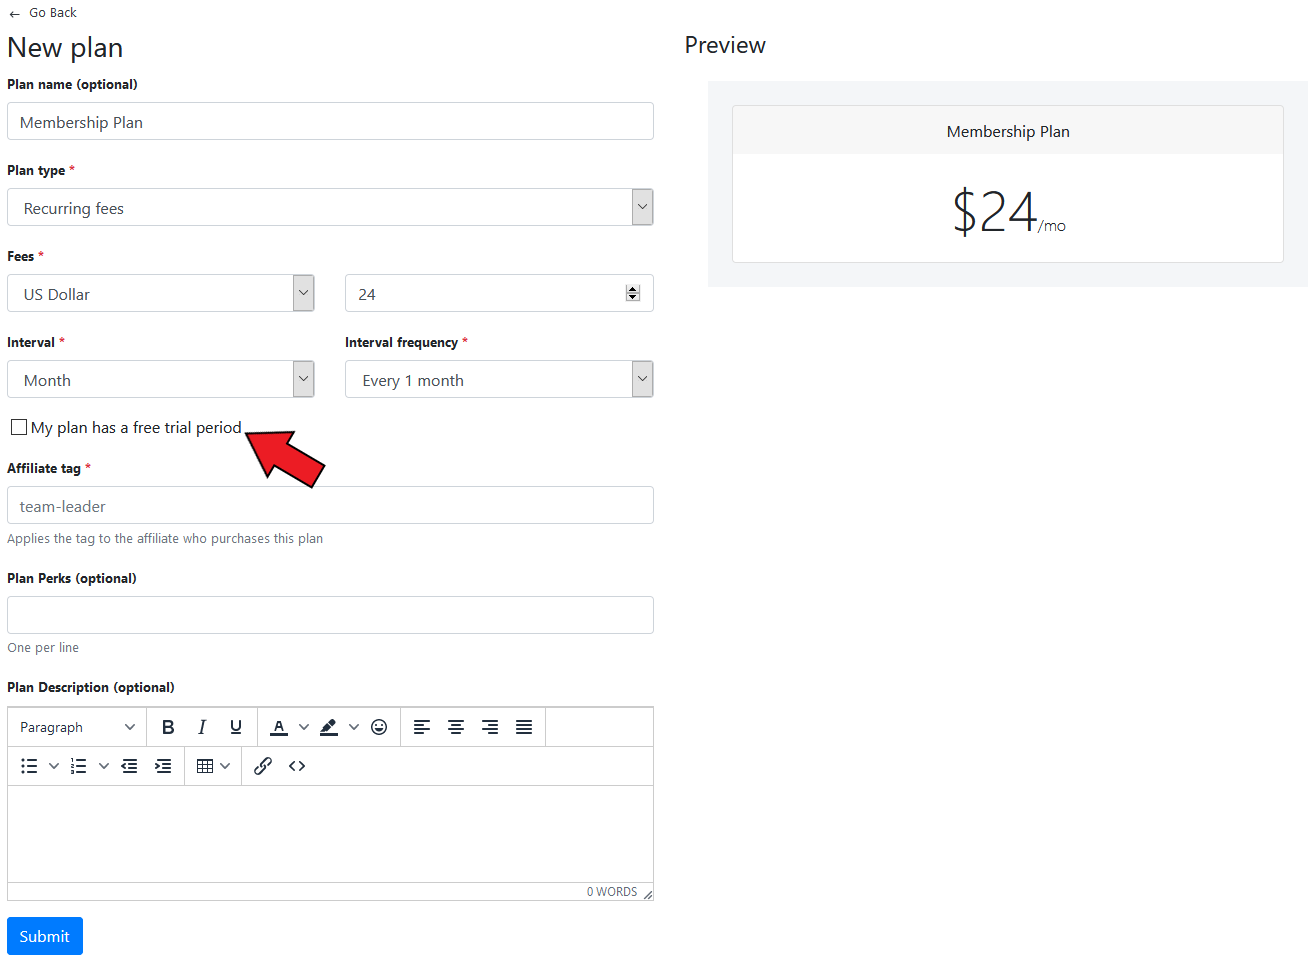 ← Go Back
New plan
Plan name (optional)
Membership Plan
Plan type *
Recurring fees
Fees *
US Dollar
24
Interval *
Interval frequency *
Month
Every 1 month
My plan has a free trial period
Affiliate tag *
team-leader
Applies the tag to the affiliate who purchases this plan
Plan Perks (optional)
One per line
Plan Description (optional)
Paragraph
B I U A
0 WORDS
Submit
Preview
Membership Plan
$24/mo